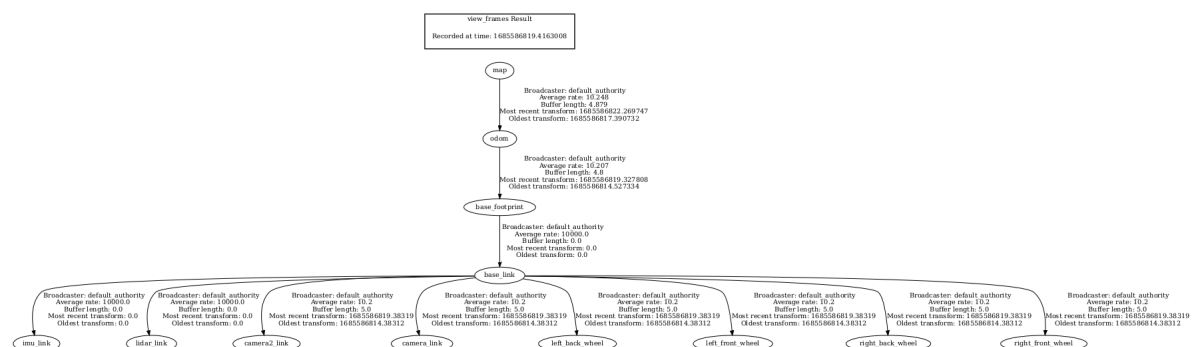 view_frames Result
Recorded at time: 1685586819.4163008
map
Broadcaster: default_authority
Average rate: 10.248
Buffer length: 4.879
Most recent transform: 1685586822.269747
Oldest transform: 1685586817.390732
odom
Broadcaster: default_authority
Average rate: 10.207
Buffer length: 4.8
Most recent transform: 1685586819.327808
Oldest transform: 1685586814.527334
base_footprint
Broadcaster: default_authority
Average rate: 10000.0
Buffer length: 0.0
Most recent transform: 0.0
Oldest transform: 0.0
base_link
Broadcaster: default_authority
Average rate: 10000.0
Buffer length: 0.0
Most recent transform: 0.0
Oldest transform: 0.0
imu_link
Broadcaster: default_authority
Average rate: 10000.0
Buffer length: 0.0
Most recent transform: 0.0
Oldest transform: 0.0
lidar_link
Broadcaster: default_authority
Average rate: 10.2
Buffer length: 5.0
Most recent transform: 1685586819.38319
Oldest transform: 1685586814.38312
camera2_link
Broadcaster: default_authority
Average rate: 10.2
Buffer length: 5.0
Most recent transform: 1685586819.38319
Oldest transform: 1685586814.38312
camera_link
Broadcaster: default_authority
Average rate: 10.2
Buffer length: 5.0
Most recent transform: 1685586819.38319
Oldest transform: 1685586814.38312
left_back_wheel
Broadcaster: default_authority
Average rate: 10.2
Buffer length: 5.0
Most recent transform: 1685586819.38319
Oldest transform: 1685586814.38312
left_front_wheel
Broadcaster: default_authority
Average rate: 10.2
Buffer length: 5.0
Most recent transform: 1685586819.38319
Oldest transform: 1685586814.38312
right_back_wheel
Broadcaster: default_authority
Average rate: 10.2
Buffer length: 5.0
Most recent transform: 1685586819.38319
Oldest transform: 1685586814.38312
right_front_wheel